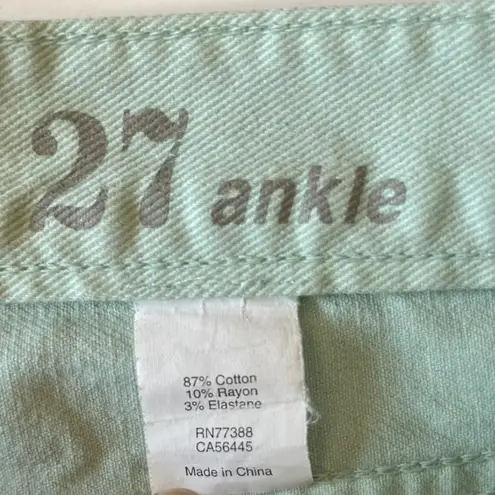 27 ankle
87% Cotton
10% Rayon
3% Elastane
RN77388
CA56445
Made in China